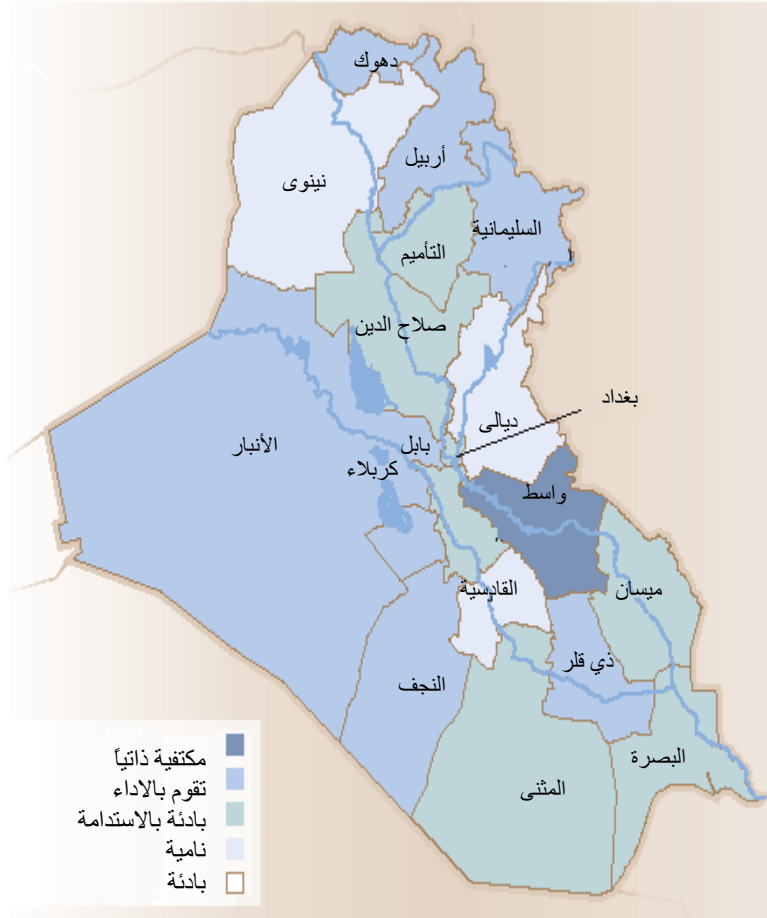 دهوك
أربيل
نينوى
السليمانية
التأميم
صلاح الدين
بغداد
ديالى
بابل
الأنبار
كربلاء
واسط
القادسية
ميسان
ذي قلر
النجف
البصرة
المثنى
مكتفية ذاتياً
تقوم بالاداء
بادئة بالاستدامة
نامية
بادئة